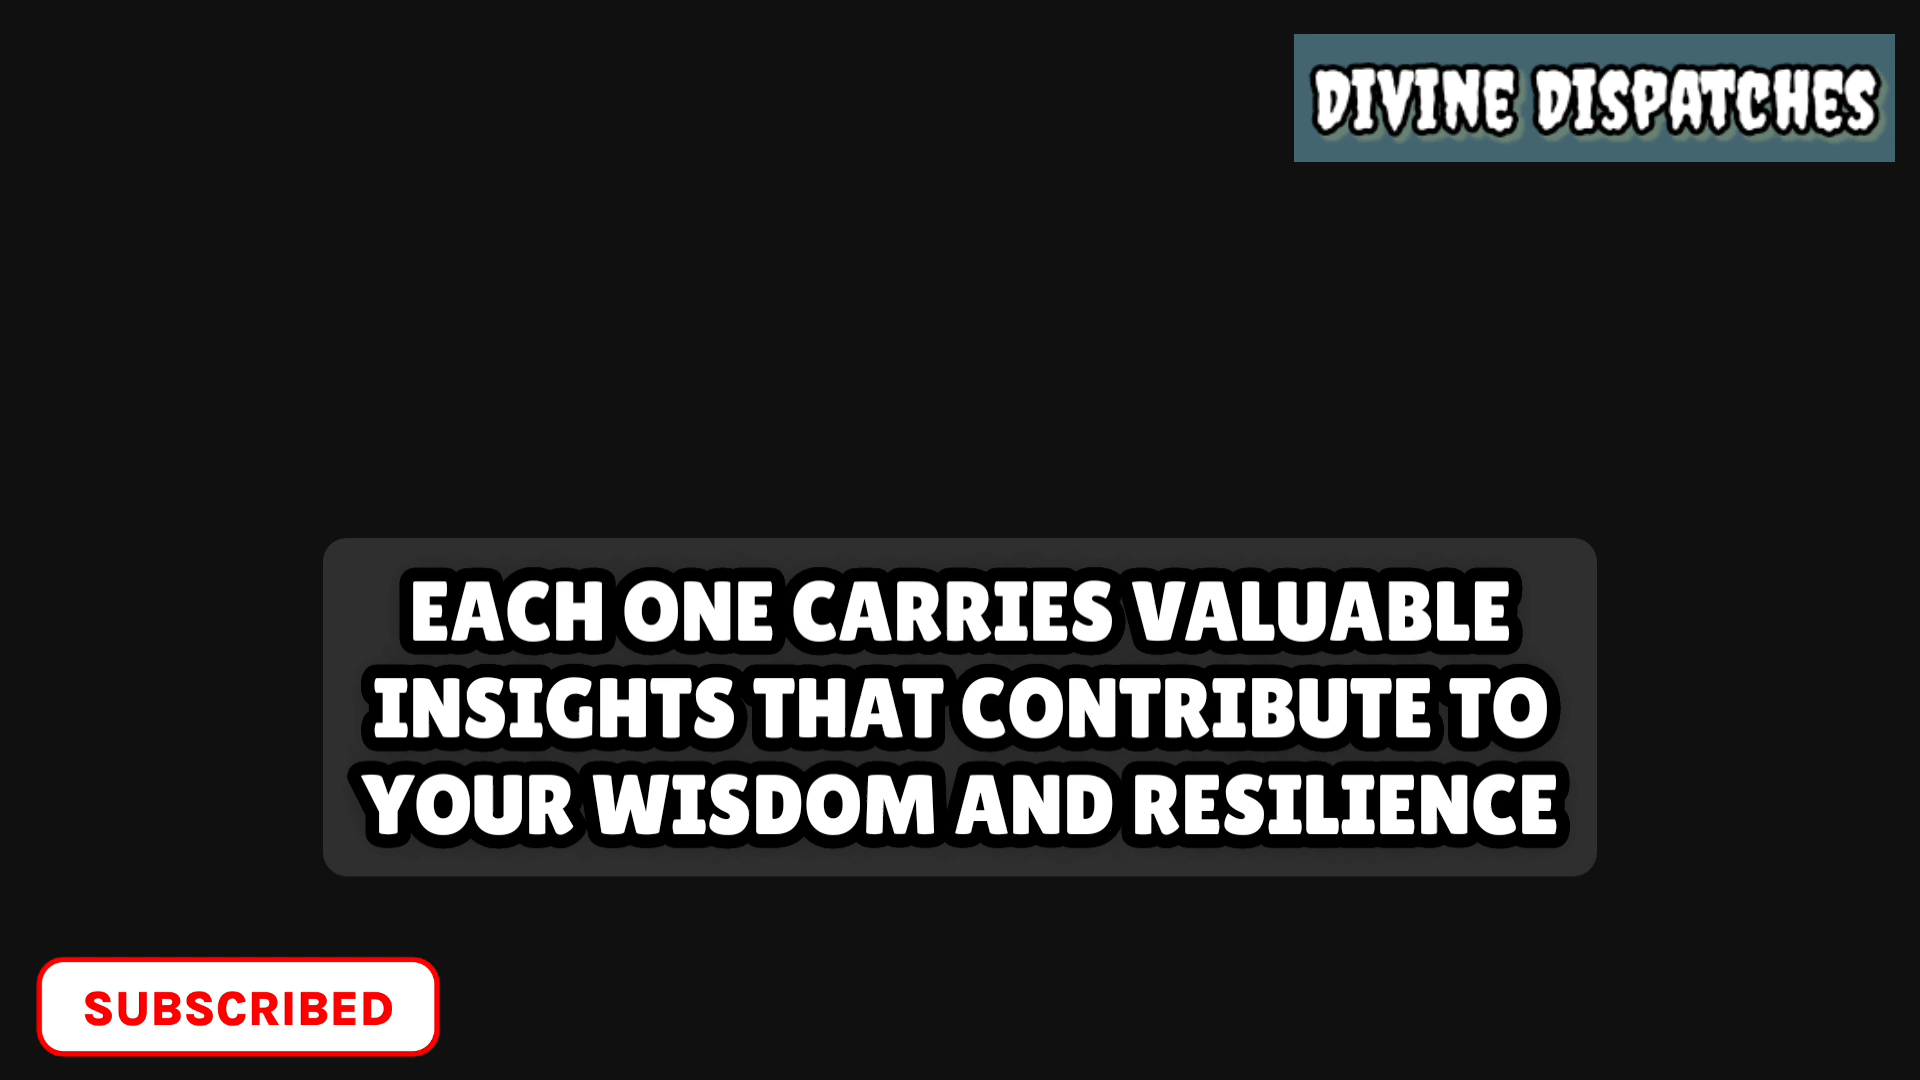 DIVINE DISPATCHES
EACH ONE CARRIES VALUABLE
INSIGHTS THAT CONTRIBUTE TO
YOUR WISDOM AND RESILIENCE
SUBSCRIBED